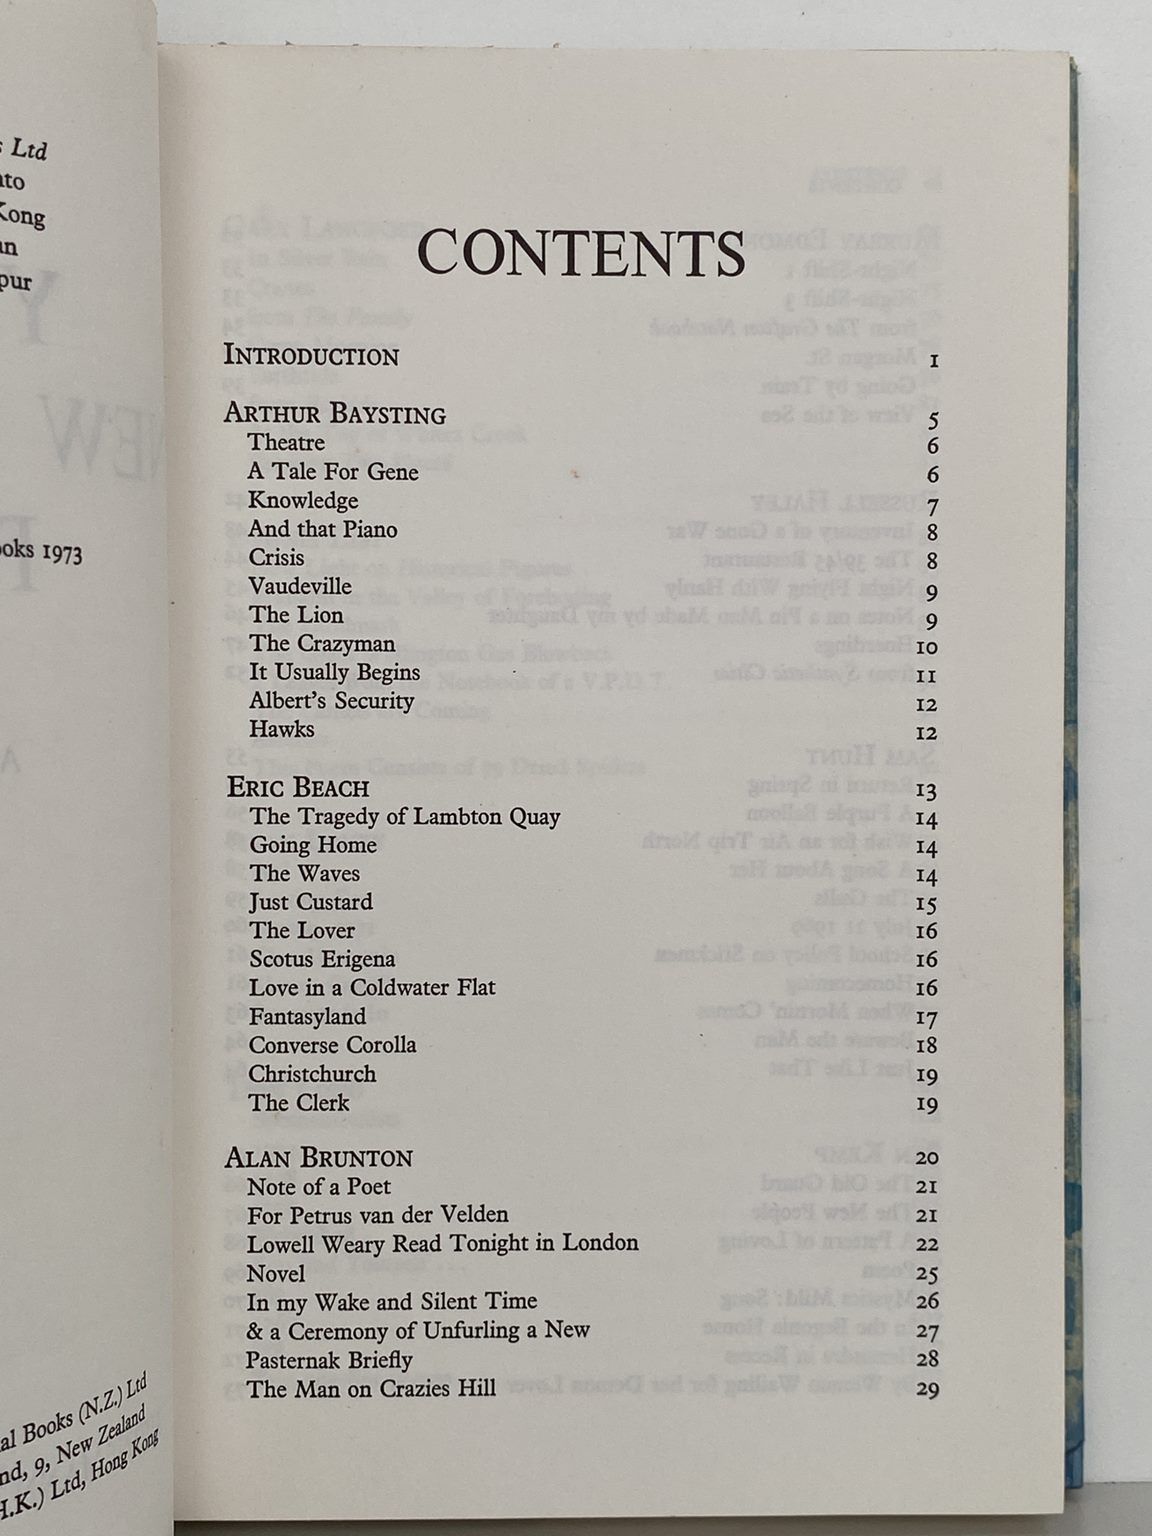 Ltd
Kong
ooks 1973
al Books (N.Z.) Ltd
nd, 9, New Zealand
H.K.) Ltd, Hong Kong
CONTENTS
INTRODUCTION 1
ARTHUR BAYSTING 5
Theatre 6
A Tale For Gene 6
Knowledge 7
And that Piano 8
Crisis 8
Vaudeville 9
The Lion 9
The Crazyman 10
It Usually Begins 11
Albert's Security 12
Hawks 12
ERIC BEACH 13
The Tragedy of Lambton Quay 14
Going Home 14
The Waves 14
Just Custard 15
The Lover 16
Scotus Erigena 16
Love in a Coldwater Flat 16
Fantasyland 17
Converse Corolla 18
Christchurch 19
The Clerk 19
ALAN BRUNTON 20
Note of a Poet 21
For Petrus van der Velden 21
Lowell Weary Read Tonight in London 22
Novel 25
In my Wake and Silent Time 26
& a Ceremony of Unfurling a New 27
Pasternak Briefly 28
The Man on Crazies Hill 29